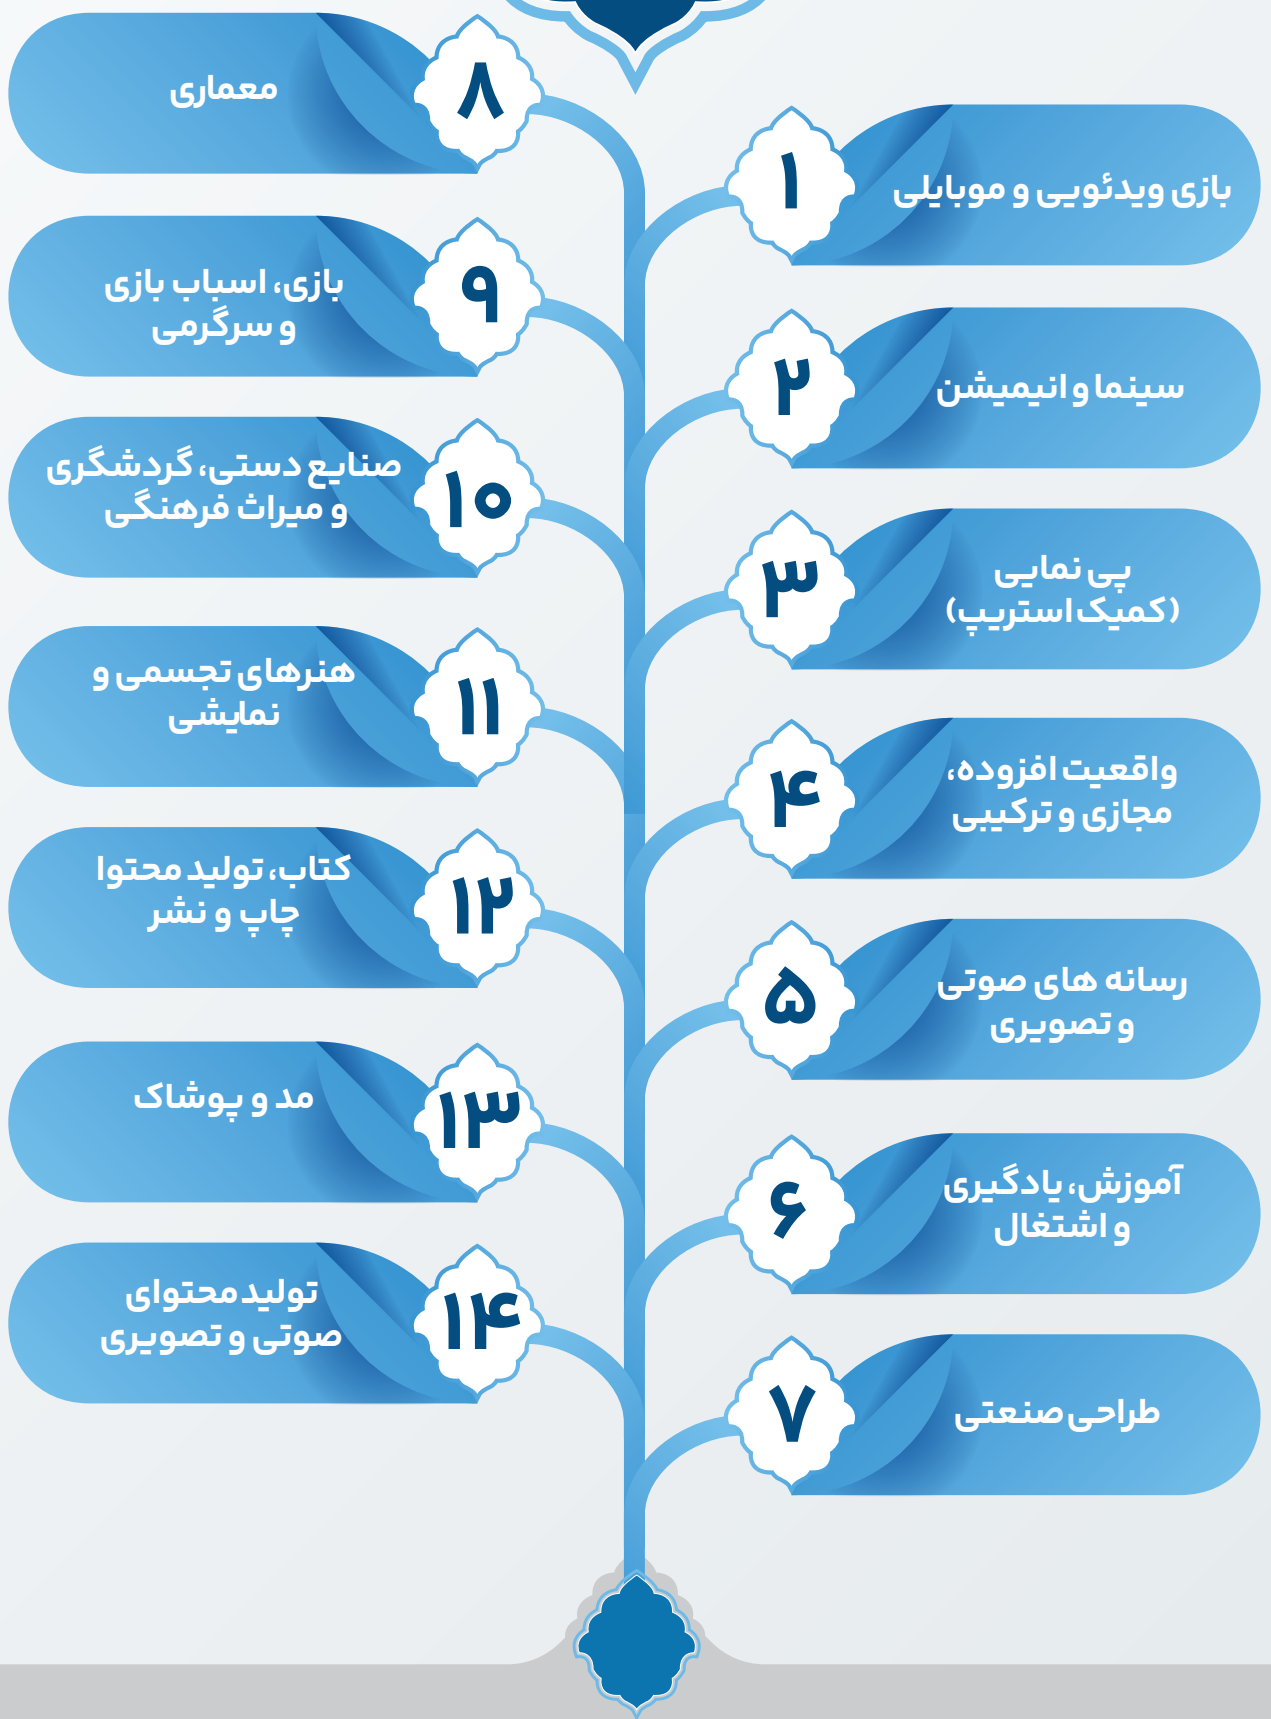 ۱
بازی ویدئویی و موبایلی
۲
سینما و انیمیشن
۳
پی نمایی
(کمیک استریپ)
۴
واقعیت افزوده،
مجازی و ترکیبی
۵
رسانه های صوتی
و تصویری
۶
آموزش، یادگیری
و اشتغال
۷
طراحی صنعتی
۸
معماری
۹
بازی، اسباب بازی
و سرگرمی
۱۰
صنایع دستی، گردشگری
و میراث فرهنگی
۱۱
هنرهای تجسمی و
نمایشی
۱۲
کتاب، تولید محتوا
چاپ و نشر
۱۳
مد و پوشاک
۱۴
تولید محتوای
صوتی و تصویری